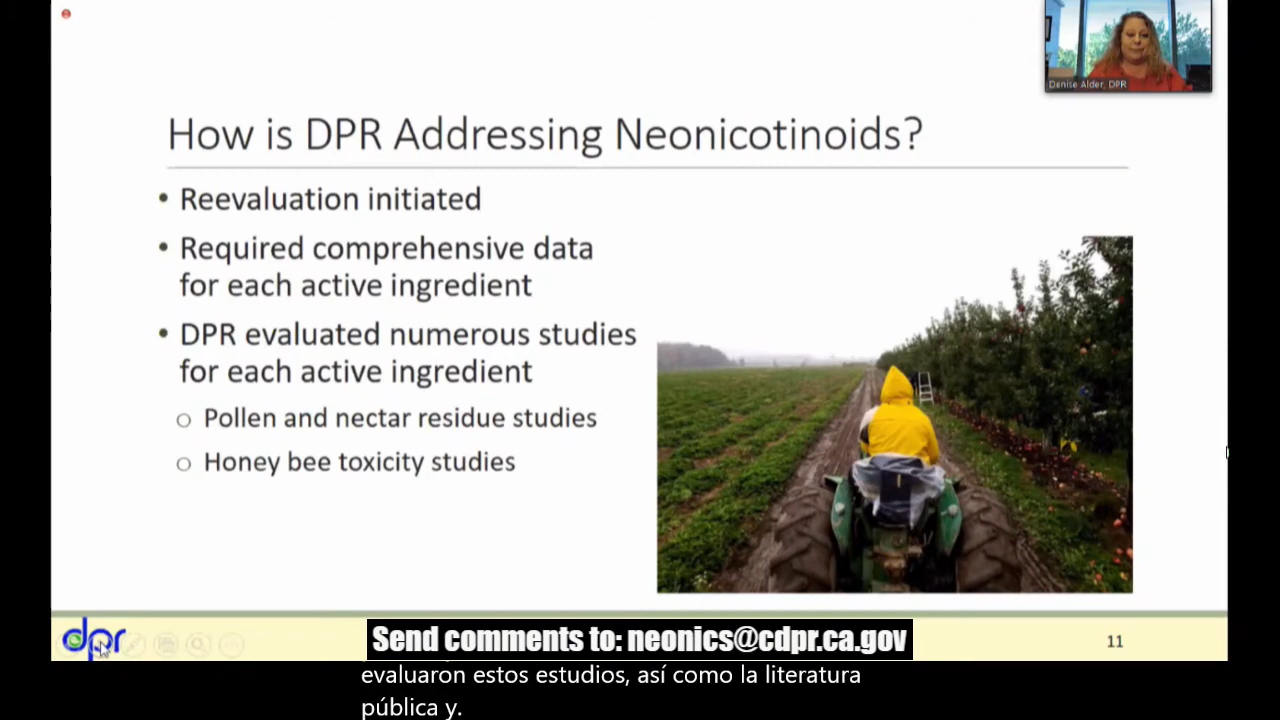 Denise Alder, DPR
How is DPR Addressing Neonicotinoids?
• Reevaluation initiated
• Required comprehensive data
for each active ingredient
• DPR evaluated numerous studies
for each active ingredient
o Pollen and nectar residue studies
o Honey bee toxicity studies
dpr
Send comments to: neonics@cdpr.ca.gov
11
evaluaron estos estudios, así como la literatura
pública y.